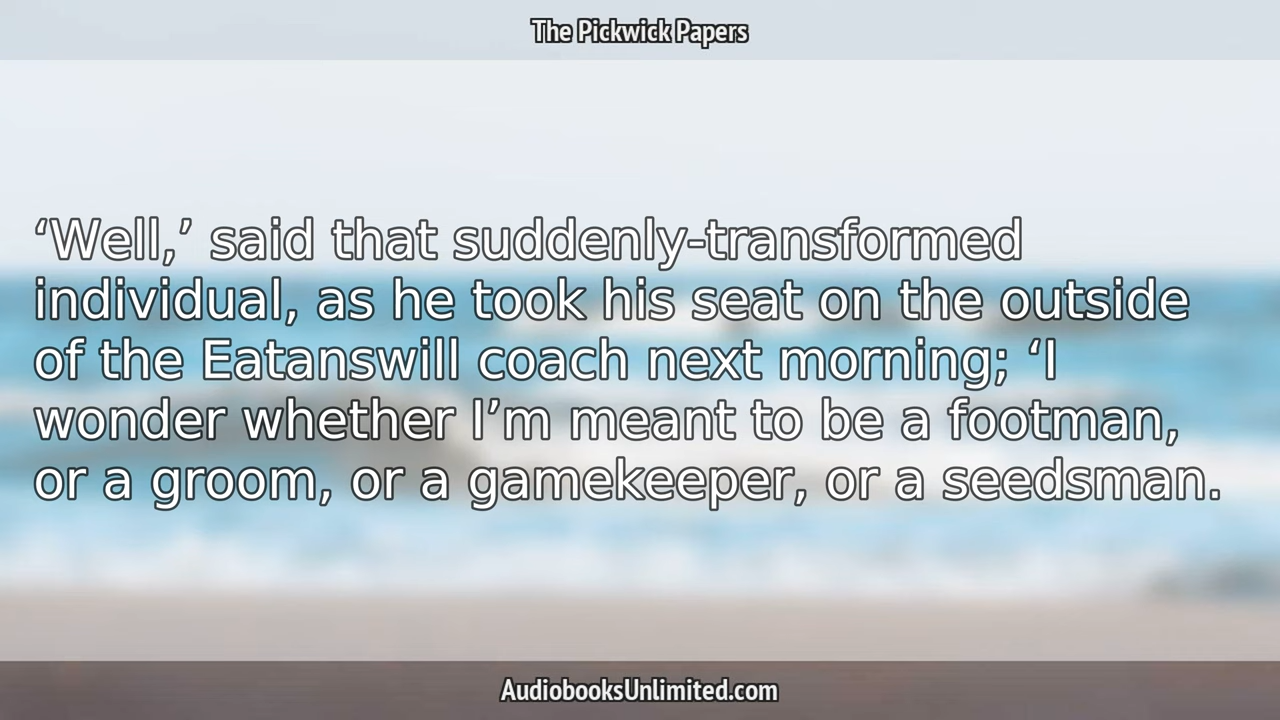 The Pickwick Papers
‘Well,’ said that suddenly-transformed
individual, as he took his seat on the outside
of the Eatanswill coach next morning; ‘I
wonder whether I’m meant to be a footman,
or a groom, or a gamekeeper, or a seedsman.
AudiobooksUnlimited.com